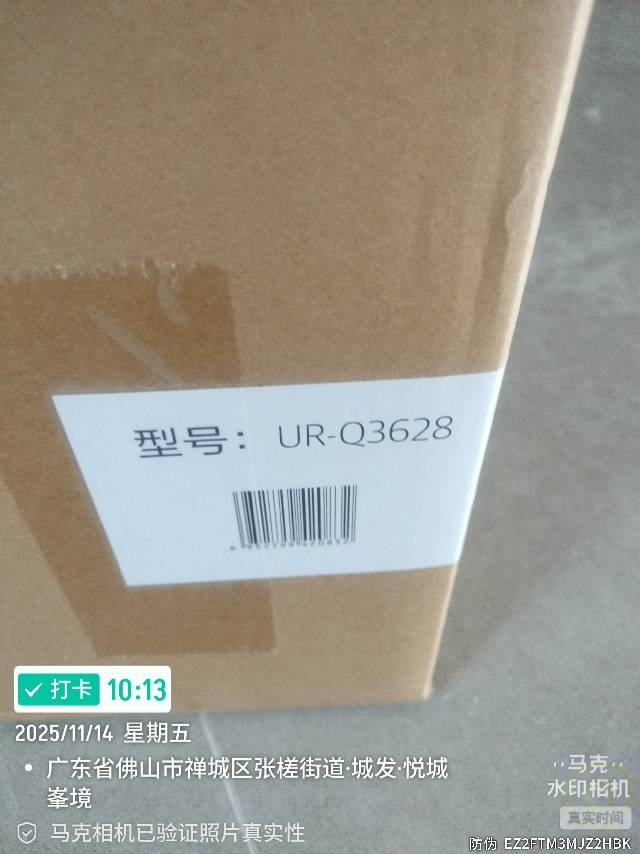 型号： UR-Q3628
打卡 10:13
2025/11/14 星期五
广东省佛山市禅城区张槎街道·城发·悦城
峯境
马克相机已验证照片真实性
马克
水印相机
真实时间
防伪 EZ2FTM3MJZ2HBK